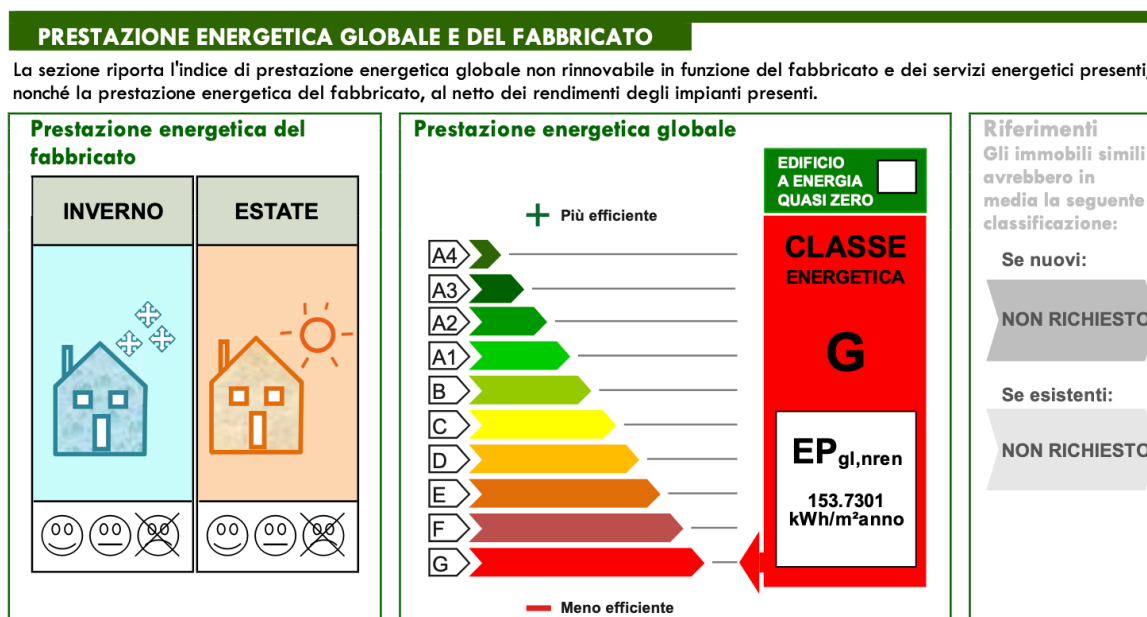 PRESTAZIONE ENERGETICA GLOBALE E DEL FABBRICATO
La sezione riporta l'indice di prestazione energetica globale non rinnovabile in funzione del fabbricato e dei servizi energetici presenti,
nonché la prestazione energetica del fabbricato, al netto dei rendimenti degli impianti presenti.
Prestazione energetica del
fabbricato
INVERNO
ESTATE
Prestazione energetica globale
Più efficiente
A4
A3
A2
A1
B
C
D
E
F
G
Meno efficiente
EDIFICIO
A ENERGIA
QUASI ZERO
CLASSE
ENERGETICA
G
EPgl,nren
153.7301
kWh/m²anno
Riferimenti
Gli immobili simili
avrebbero in
media la seguente
classificazione:
Se nuovi:
NON RICHIESTO
Se esistenti:
NON RICHIESTO